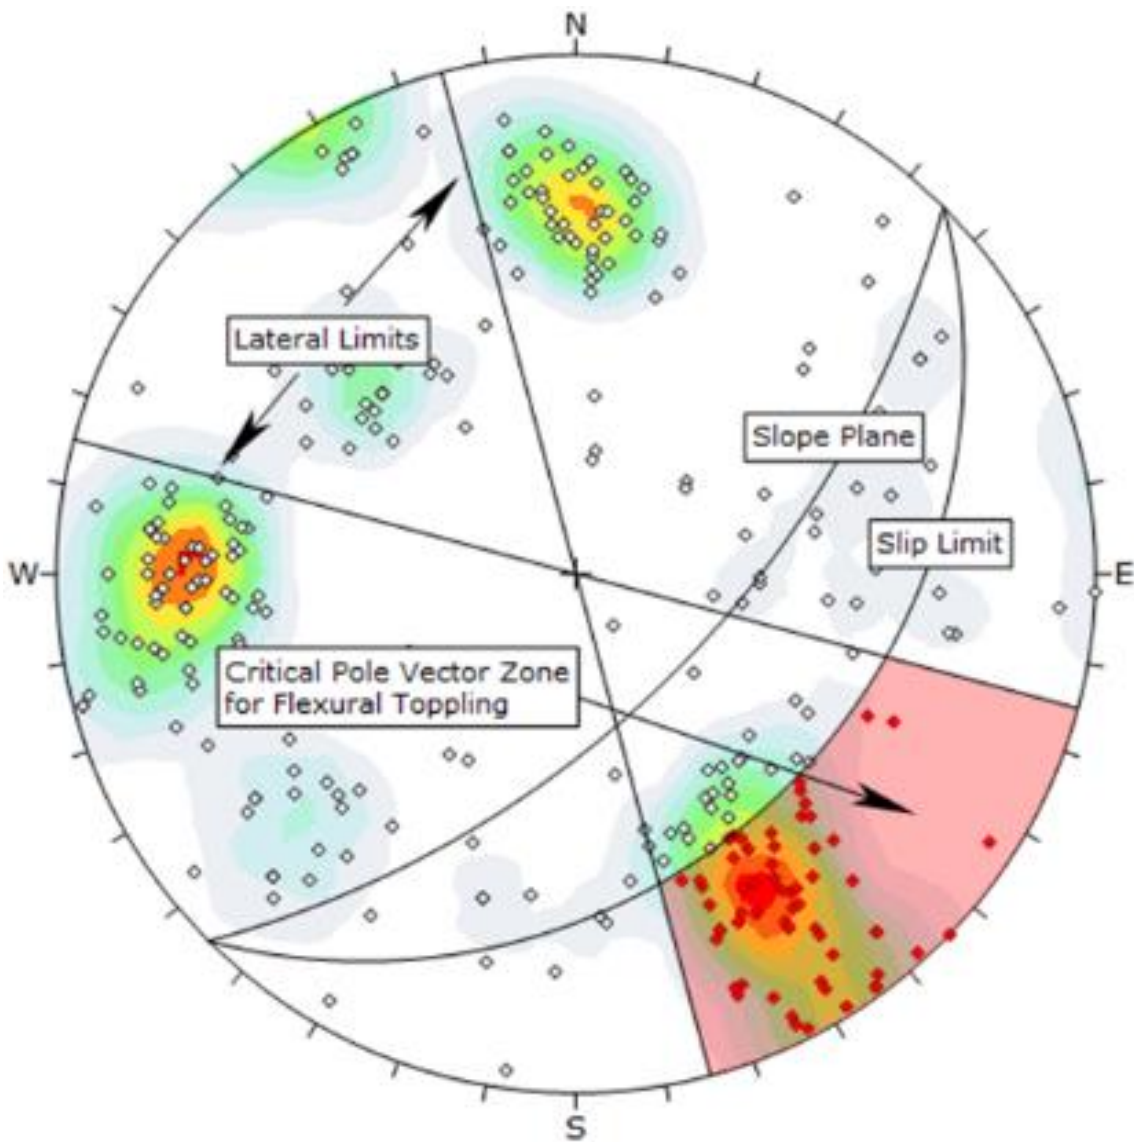 N
Lateral Limits
Slope Plane
Slip Limit
W
E
Critical Pole Vector Zone
for Flexural Toppling
S